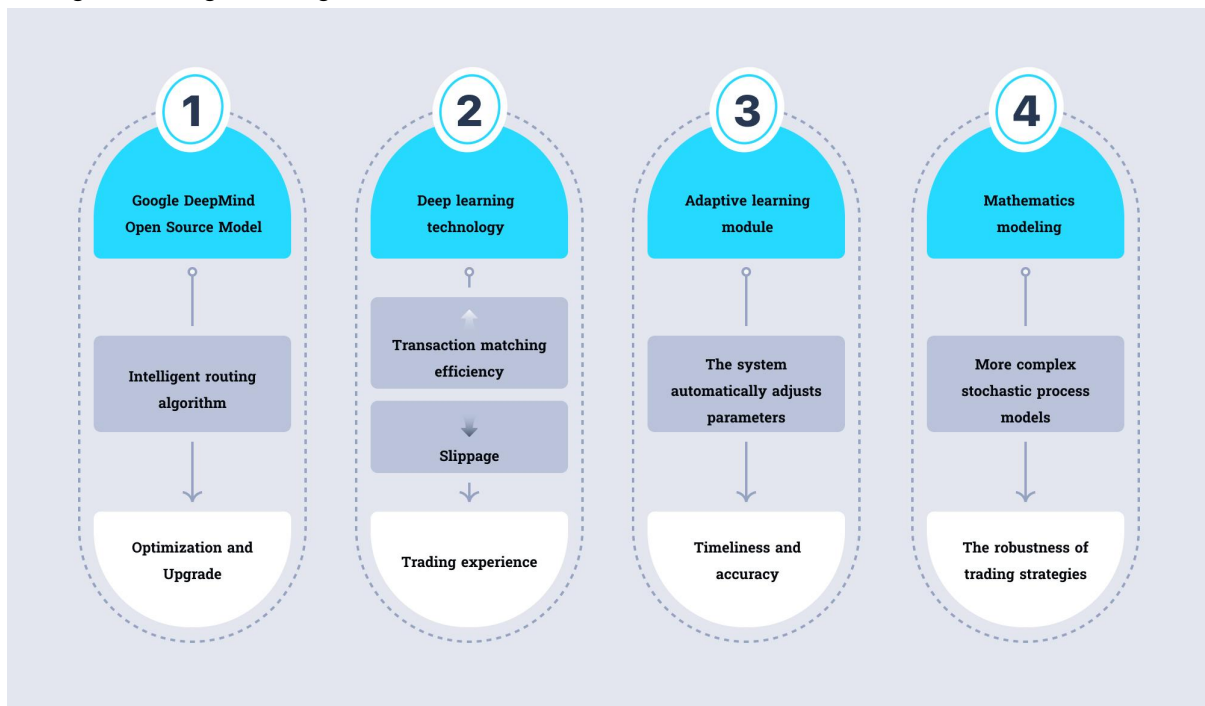 1
Google DeepMind
Open Source Model
Intelligent routing
algorithm
Optimization and
Upgrade
2
Deep learning
technology
Transaction matching
efficiency
Slippage
Trading experience
3
Adaptive learning
module
The system
automatically adjusts
parameters
Timeliness and
accuracy
4
Mathematics
modeling
More complex
stochastic process
models
The robustness of
trading strategies